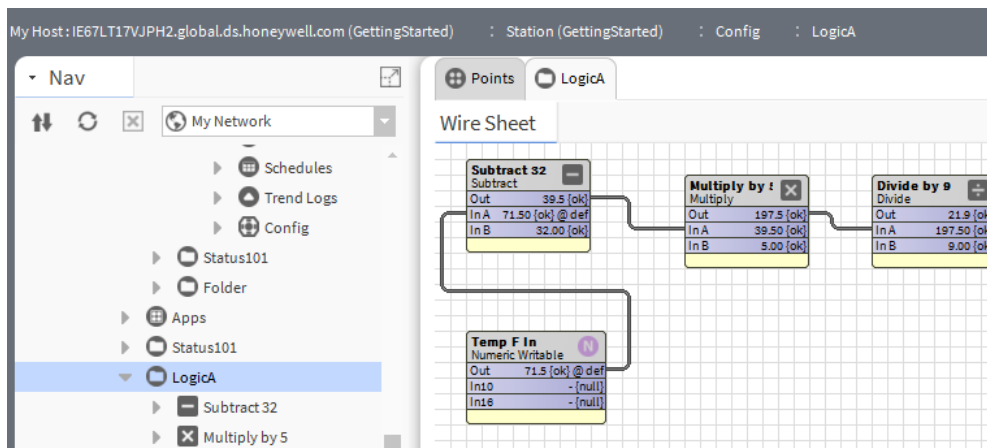 My Host : IE67LT17VJPH2.global.ds.honeywell.com (GettingStarted) : Station (GettingStarted) : Config : LogicA
Nav
My Network
Schedules
Trend Logs
Config
Status101
Folder
Apps
Status101
LogicA
Subtract 32
Multiply by 5
Points
LogicA
Wire Sheet
Subtract 32
Subtract
Out 39.5 {ok}
In A 71.50 {ok} @ def
In B 32.00 {ok}
Multiply by
Multiply
Out 197.5 {ok}
In A 39.50 {ok}
In B 5.00 {ok}
Divide by 9
Divide
Out 21.9 {ok
In A 197.50 {ok
In B 9.00 {ok
Temp F In
Numeric Writable
N
Out 71.5 {ok} @ def
In10 - {null}
In16 - {null}